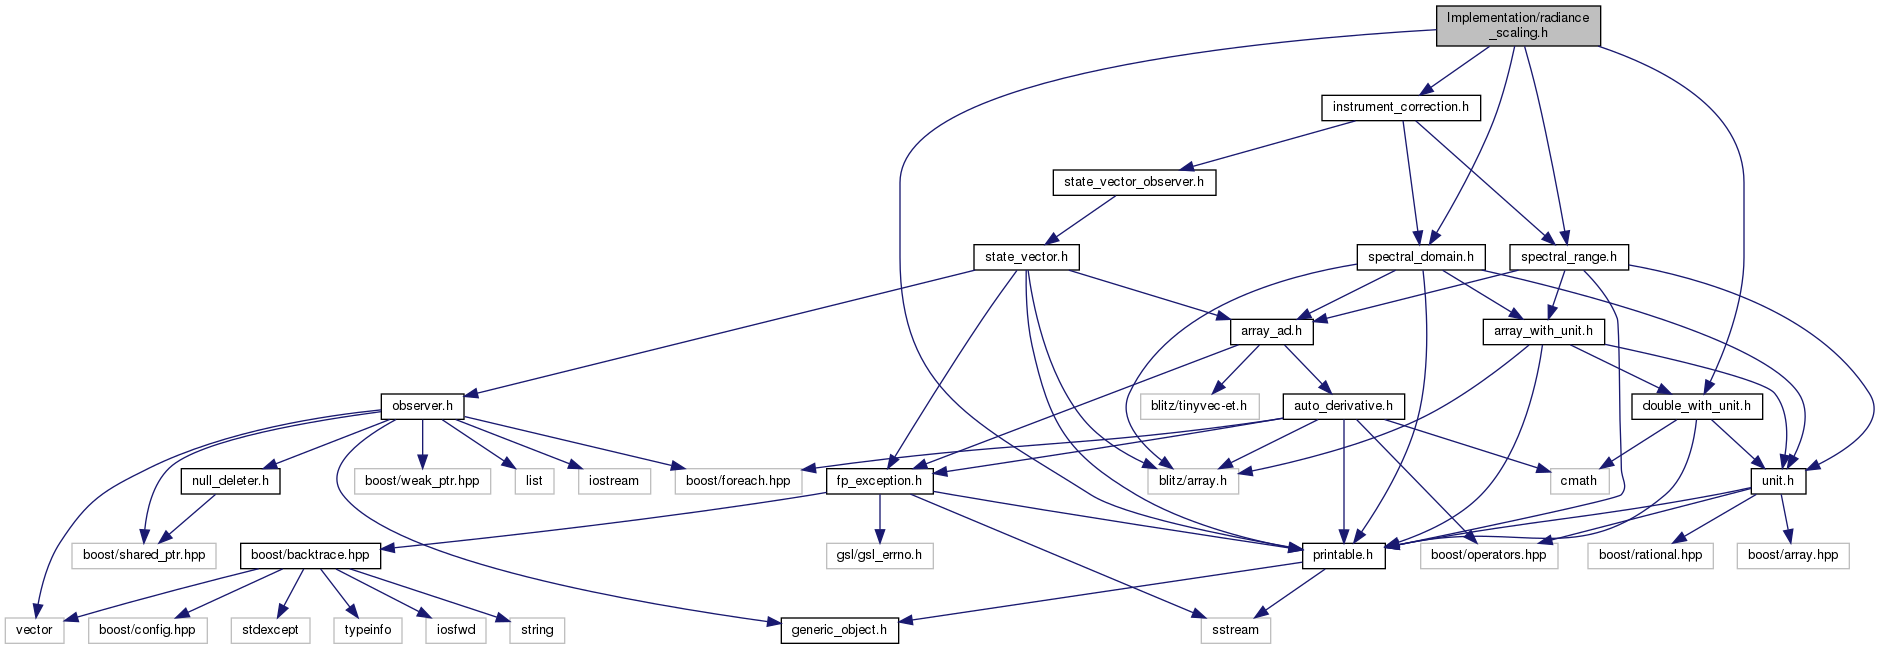 Implementation/radiance
_scaling.h
instrument_correction.h
state_vector_observer.h
state_vector.h
spectral_domain.h
spectral_range.h
array_ad.h
array_with_unit.h
observer.h
blitz/tinyvec-et.h
auto_derivative.h
double_with_unit.h
null_deleter.h
boost/weak_ptr.hpp
list
iostream
boost/foreach.hpp
fp_exception.h
blitz/array.h
cmath
unit.h
boost/shared_ptr.hpp
boost/backtrace.hpp
gsl/gsl_errno.h
printable.h
boost/operators.hpp
boost/rational.hpp
boost/array.hpp
vector
boost/config.hpp
stdexcept
typeinfo
iosfwd
string
generic_object.h
sstream